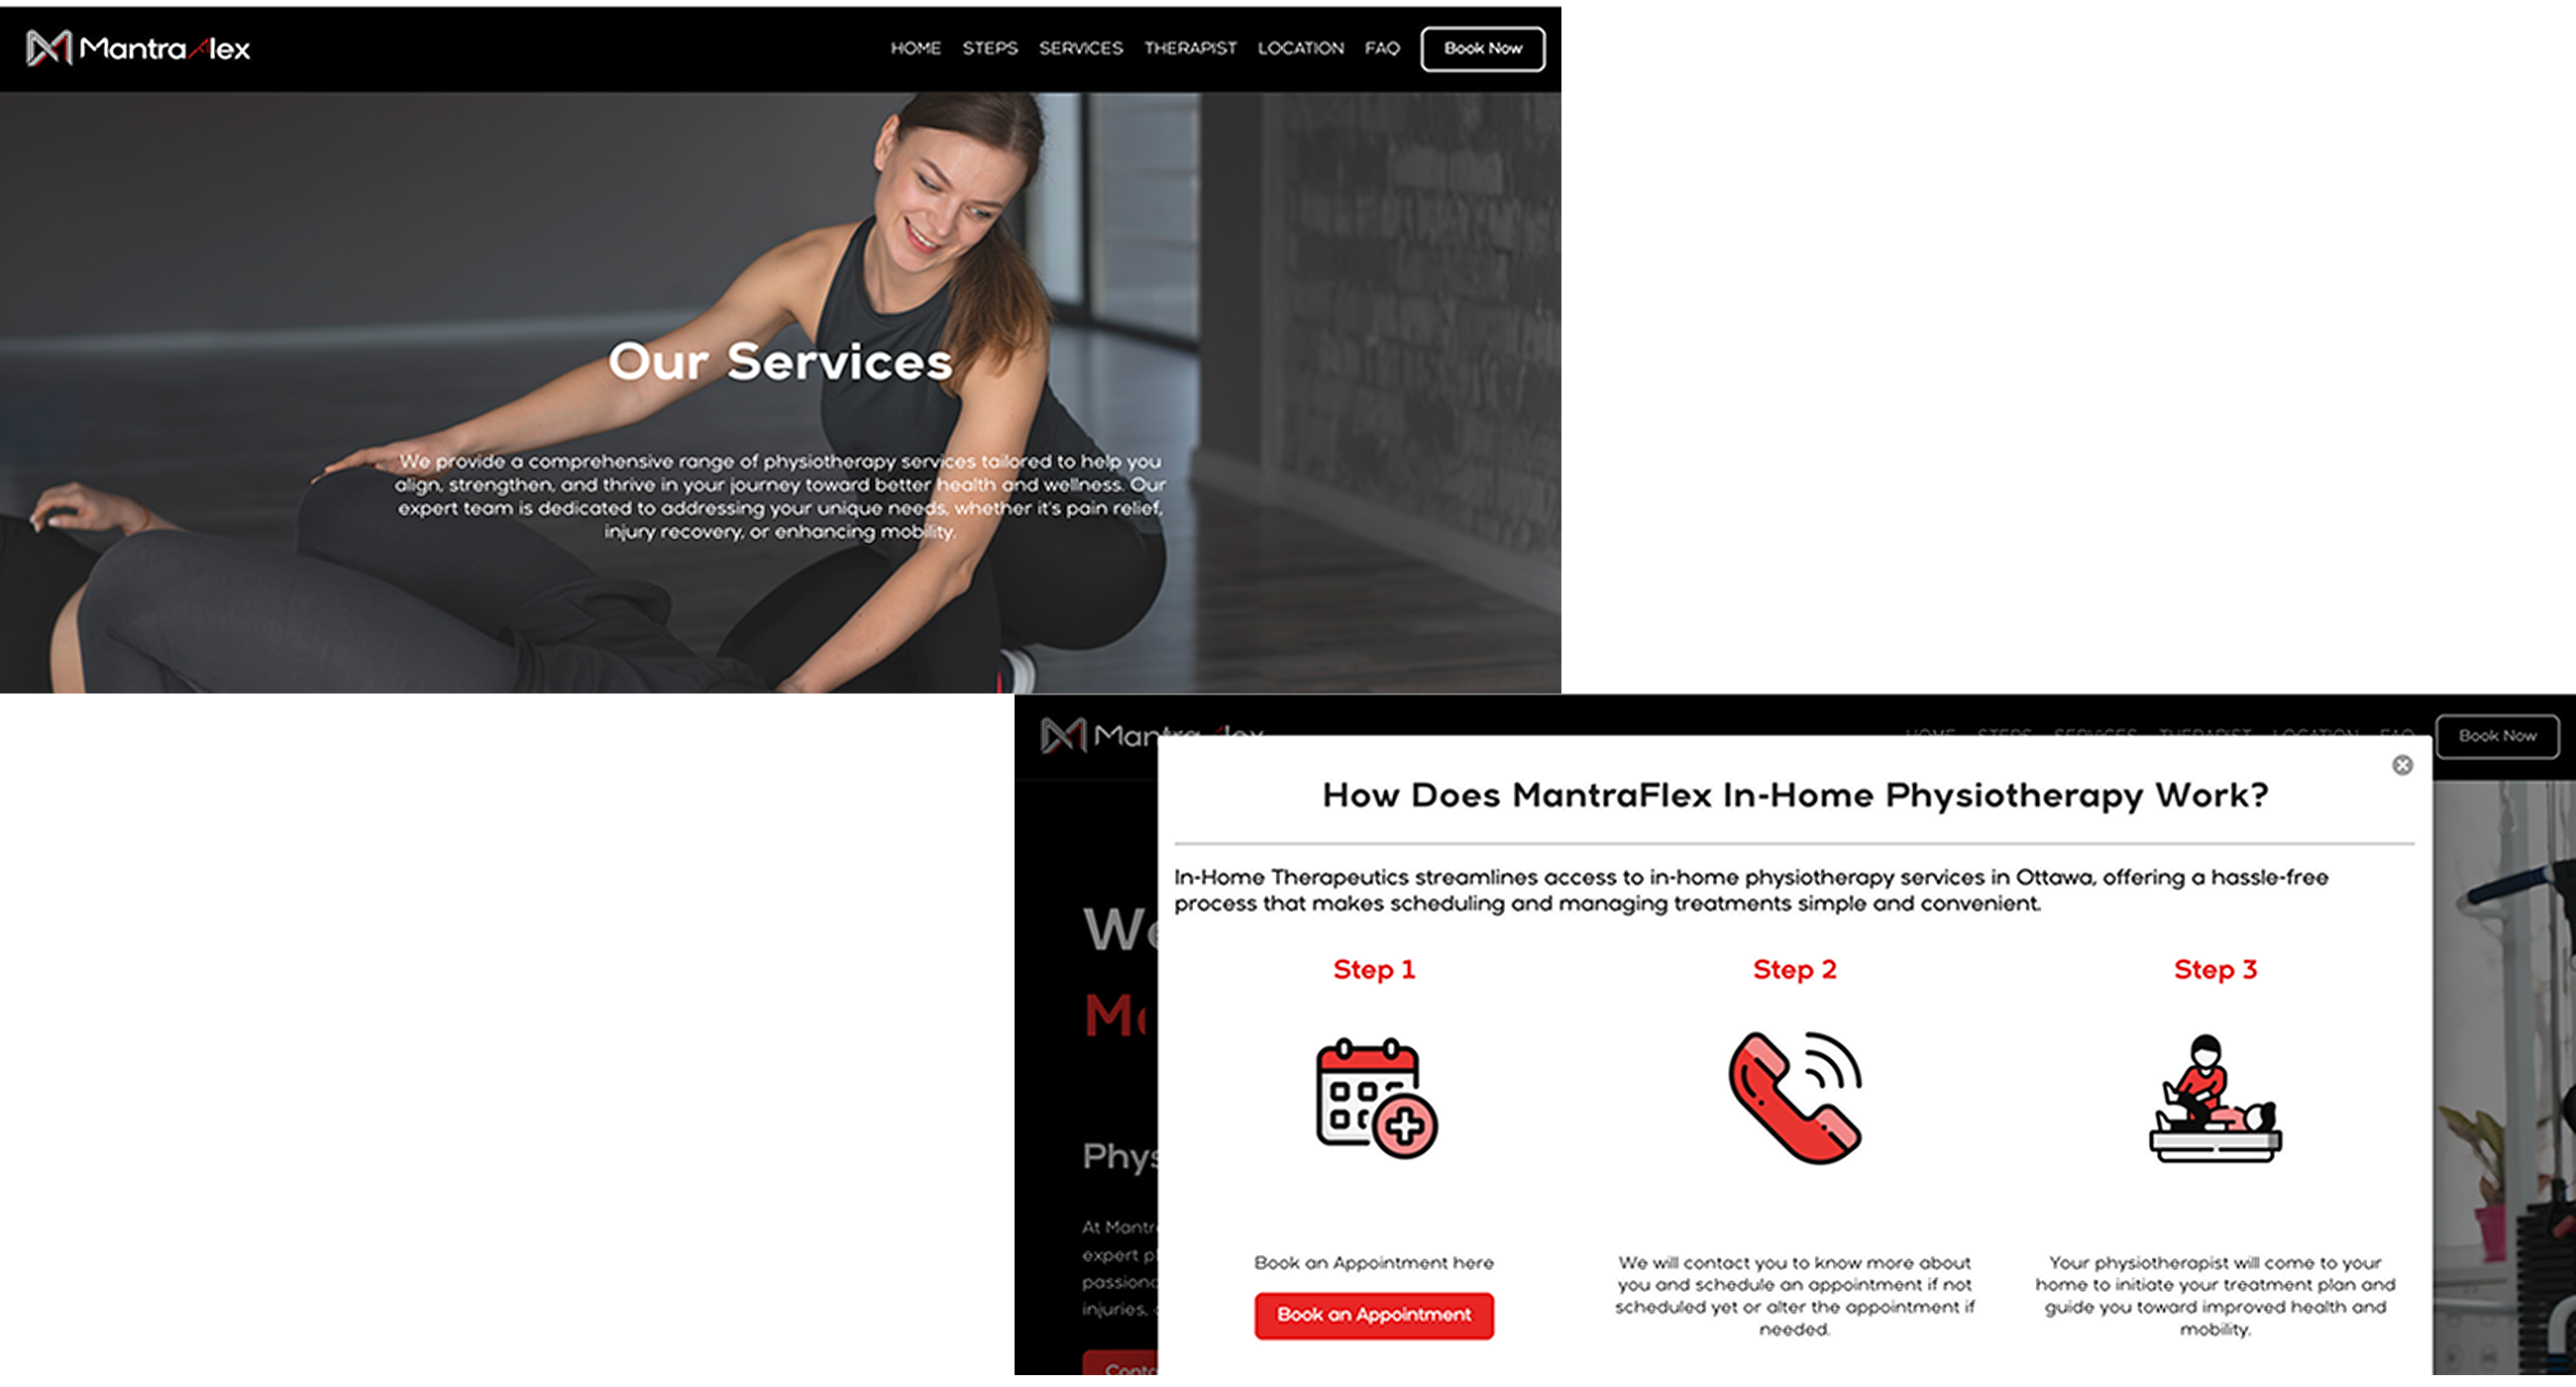 MantraFlex
HOME STEPS SERVICES THERAPIST LOCATION FAQ Book Now
Our Services
We provide a comprehensive range of physiotherapy services tailored to help you
align, strengthen, and thrive in your journey toward better health and wellness. Our
expert team is dedicated to addressing your unique needs, whether it's pain relief,
injury recovery, or enhancing mobility.
HOME STEPS SERVICES THERAPIST LOCATION FAQ Book Now
How Does MantraFlex In-Home Physiotherapy Work?
In-Home Therapeutics streamlines access to in-home physiotherapy services in Ottawa, offering a hassle-free
process that makes scheduling and managing treatments simple and convenient.
Step 1
Step 2
Step 3
Book an Appointment here
Book an Appointment
We will contact you to know more about
you and schedule an appointment if not
scheduled yet or alter the appointment if
needed.
Your physiotherapist will come to your
home to initiate your treatment plan and
guide you toward improved health and
mobility.
At
expert
injuries,